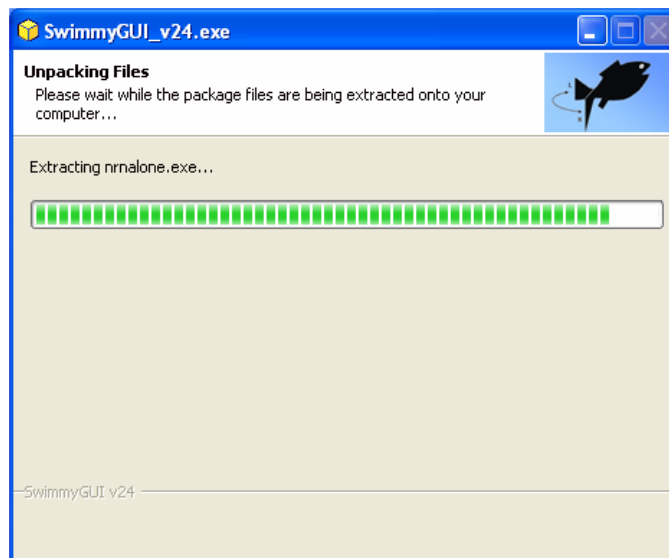 SwimmyGUI_v24.exe
Unpacking Files
Please wait while the package files are being extracted onto your
computer...
L
R
Extracting nrnalone.exe...
SwimmyGUI v24